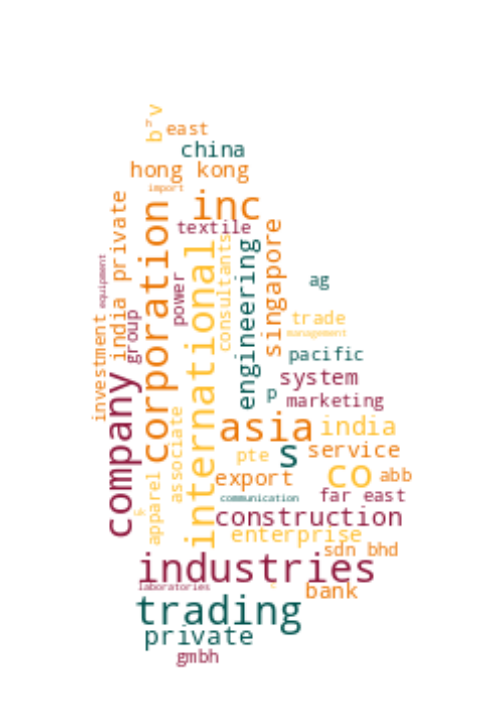 b v
east
china
hong kong
import
inc
textile
india private
corporation
international
consultants
engineering
singapore
equipment
power
group
investment
ag
trade
management
pacific
system
p
marketing
company
associate
asia
india
s
service
pte
export
co
abb
apparel
communication
far east
construction
enterprise
sdn bhd
industries
laboratories
bank
trading
private
gmbh